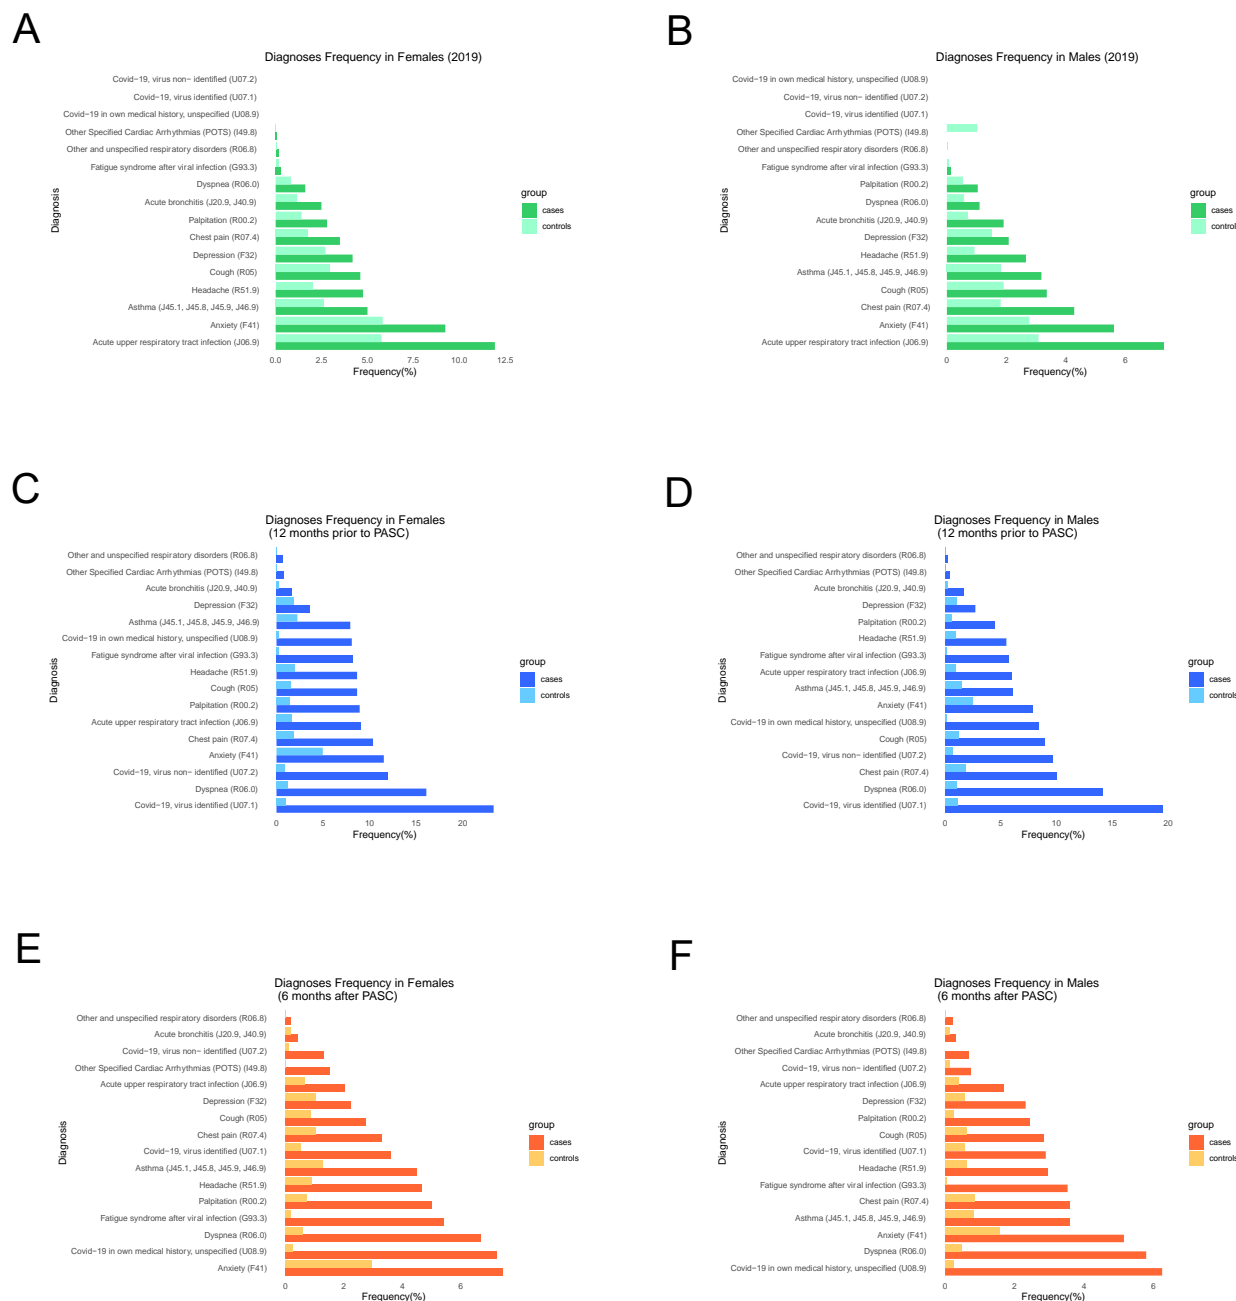 A
Diagnoses Frequency in Females (2019)
Covid−19, virus non− identified (U07.2)
Covid−19, virus identified (U07.1)
Covid−19 in own medical history, unspecified (U08.9)
Other Specified Cardiac Arrhythmias (POTS) (I49.8)
Other and unspecified respiratory disorders (R06.8)
Fatigue syndrome after viral infection (G93.3)
Dyspnea (R06.0)
Acute bronchitis (J20.9, J40.9)
Palpitation (R00.2)
Chest pain (R07.4)
Depression (F32)
Cough (R05)
Headache (R51.9)
Asthma (J45.1, J45.8, J45.9, J46.9)
Anxiety (F41)
Acute upper respiratory tract infection (J06.9)
Diagnosis
0.0 2.5 5.0 7.5 10.0 12.5
Frequency(%)
group
cases
controls
B
Diagnoses Frequency in Males (2019)
Covid−19 in own medical history, unspecified (U08.9)
Covid−19, virus non− identified (U07.2)
Covid−19, virus identified (U07.1)
Other Specified Cardiac Arrhythmias (POTS) (I49.8)
Other and unspecified respiratory disorders (R06.8)
Fatigue syndrome after viral infection (G93.3)
Palpitation (R00.2)
Dyspnea (R06.0)
Acute bronchitis (J20.9, J40.9)
Depression (F32)
Headache (R51.9)
Asthma (J45.1, J45.8, J45.9, J46.9)
Cough (R05)
Chest pain (R07.4)
Anxiety (F41)
Acute upper respiratory tract infection (J06.9)
Diagnosis
0 2 4 6
Frequency(%)
group
cases
controls
C
Diagnoses Frequency in Females
(12 months prior to PASC)
Other and unspecified respiratory disorders (R06.8)
Other Specified Cardiac Arrhythmias (POTS) (I49.8)
Acute bronchitis (J20.9, J40.9)
Depression (F32)
Asthma (J45.1, J45.8, J45.9, J46.9)
Covid−19 in own medical history, unspecified (U08.9)
Fatigue syndrome after viral infection (G93.3)
Headache (R51.9)
Cough (R05)
Palpitation (R00.2)
Acute upper respiratory tract infection (J06.9)
Chest pain (R07.4)
Anxiety (F41)
Covid−19, virus non− identified (U07.2)
Dyspnea (R06.0)
Covid−19, virus identified (U07.1)
Diagnosis
0 5 10 15 20
Frequency(%)
group
cases
controls
D
Diagnoses Frequency in Males
(12 months prior to PASC)
Other and unspecified respiratory disorders (R06.8)
Other Specified Cardiac Arrhythmias (POTS) (I49.8)
Acute bronchitis (J20.9, J40.9)
Depression (F32)
Palpitation (R00.2)
Headache (R51.9)
Fatigue syndrome after viral infection (G93.3)
Acute upper respiratory tract infection (J06.9)
Asthma (J45.1, J45.8, J45.9, J46.9)
Anxiety (F41)
Covid−19 in own medical history, unspecified (U08.9)
Cough (R05)
Covid−19, virus non− identified (U07.2)
Chest pain (R07.4)
Dyspnea (R06.0)
Covid−19, virus identified (U07.1)
Diagnosis
0 5 10 15 20
Frequency(%)
group
cases
controls
E
Diagnoses Frequency in Females
(6 months after PASC)
Other and unspecified respiratory disorders (R06.8)
Acute bronchitis (J20.9, J40.9)
Covid−19, virus non− identified (U07.2)
Other Specified Cardiac Arrhythmias (POTS) (I49.8)
Acute upper respiratory tract infection (J06.9)
Depression (F32)
Cough (R05)
Chest pain (R07.4)
Covid−19, virus identified (U07.1)
Asthma (J45.1, J45.8, J45.9, J46.9)
Headache (R51.9)
Palpitation (R00.2)
Fatigue syndrome after viral infection (G93.3)
Dyspnea (R06.0)
Covid−19 in own medical history, unspecified (U08.9)
Anxiety (F41)
Diagnosis
0 2 4 6
Frequency(%)
group
cases
controls
F
Diagnoses Frequency in Males
(6 months after PASC)
Other and unspecified respiratory disorders (R06.8)
Acute bronchitis (J20.9, J40.9)
Other Specified Cardiac Arrhythmias (POTS) (I49.8)
Covid−19, virus non− identified (U07.2)
Acute upper respiratory tract infection (J06.9)
Depression (F32)
Palpitation (R00.2)
Cough (R05)
Covid−19, virus identified (U07.1)
Headache (R51.9)
Fatigue syndrome after viral infection (G93.3)
Chest pain (R07.4)
Asthma (J45.1, J45.8, J45.9, J46.9)
Anxiety (F41)
Dyspnea (R06.0)
Covid−19 in own medical history, unspecified (U08.9)
Diagnosis
0 2 4 6
Frequency(%)
group
cases
controls